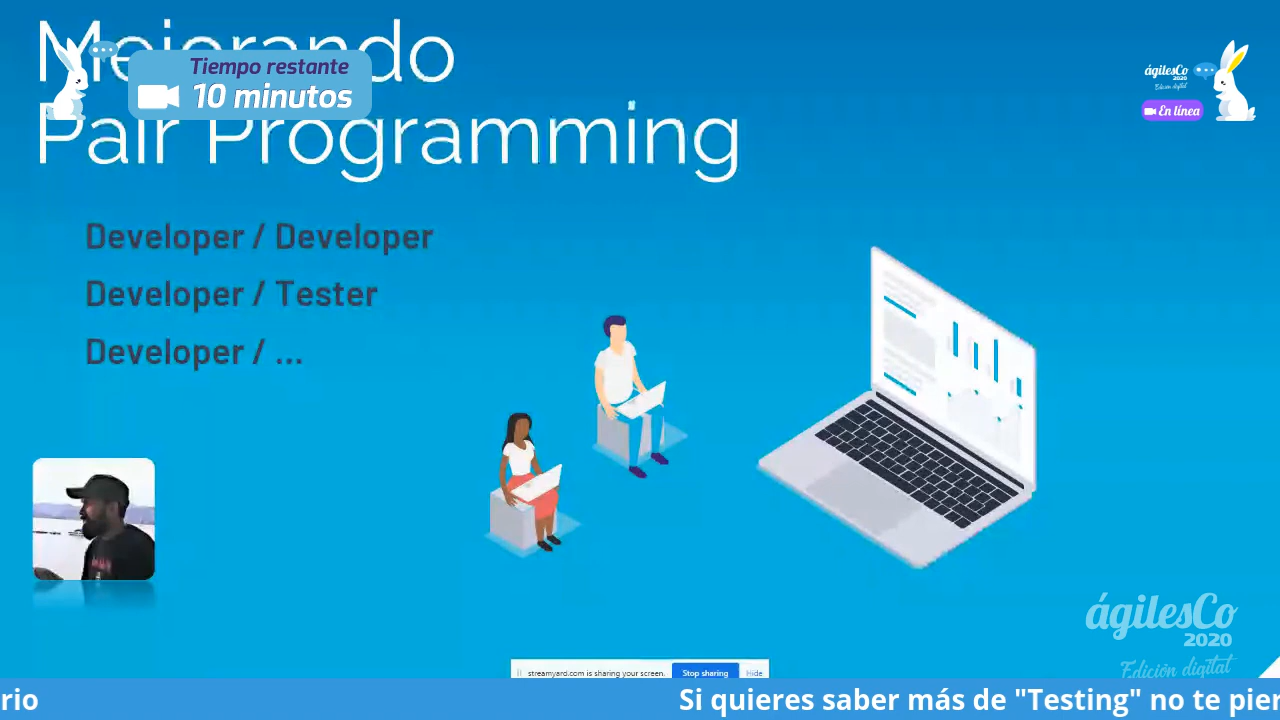 Mejorando
Tiempo restante
10 minutos
Pair Programming
ágilesCo
2020
Edición digital
En línea
Developer / Developer
Developer / Tester
Developer / ...
ágilesCo
2020
Edición digital
streamyard.com is sharing your screen.
Stop sharing
Hide
rio
Si quieres saber más de "Testing" no te pier